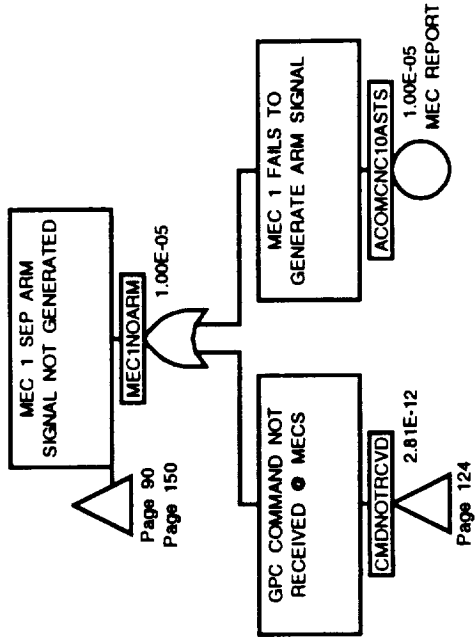 MEC 1 SEP ARM
SIGNAL NOT GENERATED
MEC1NOARM
1.00E-05
Page 90
Page 150
GPC COMMAND NOT
RECEIVED @ MECS
CMDNOTRCVD
2.81E-12
Page 124
MEC 1 FAILS TO
GENERATE ARM SIGNAL
ACOMCNC10ASTS
1.00E-05
MEC REPORT